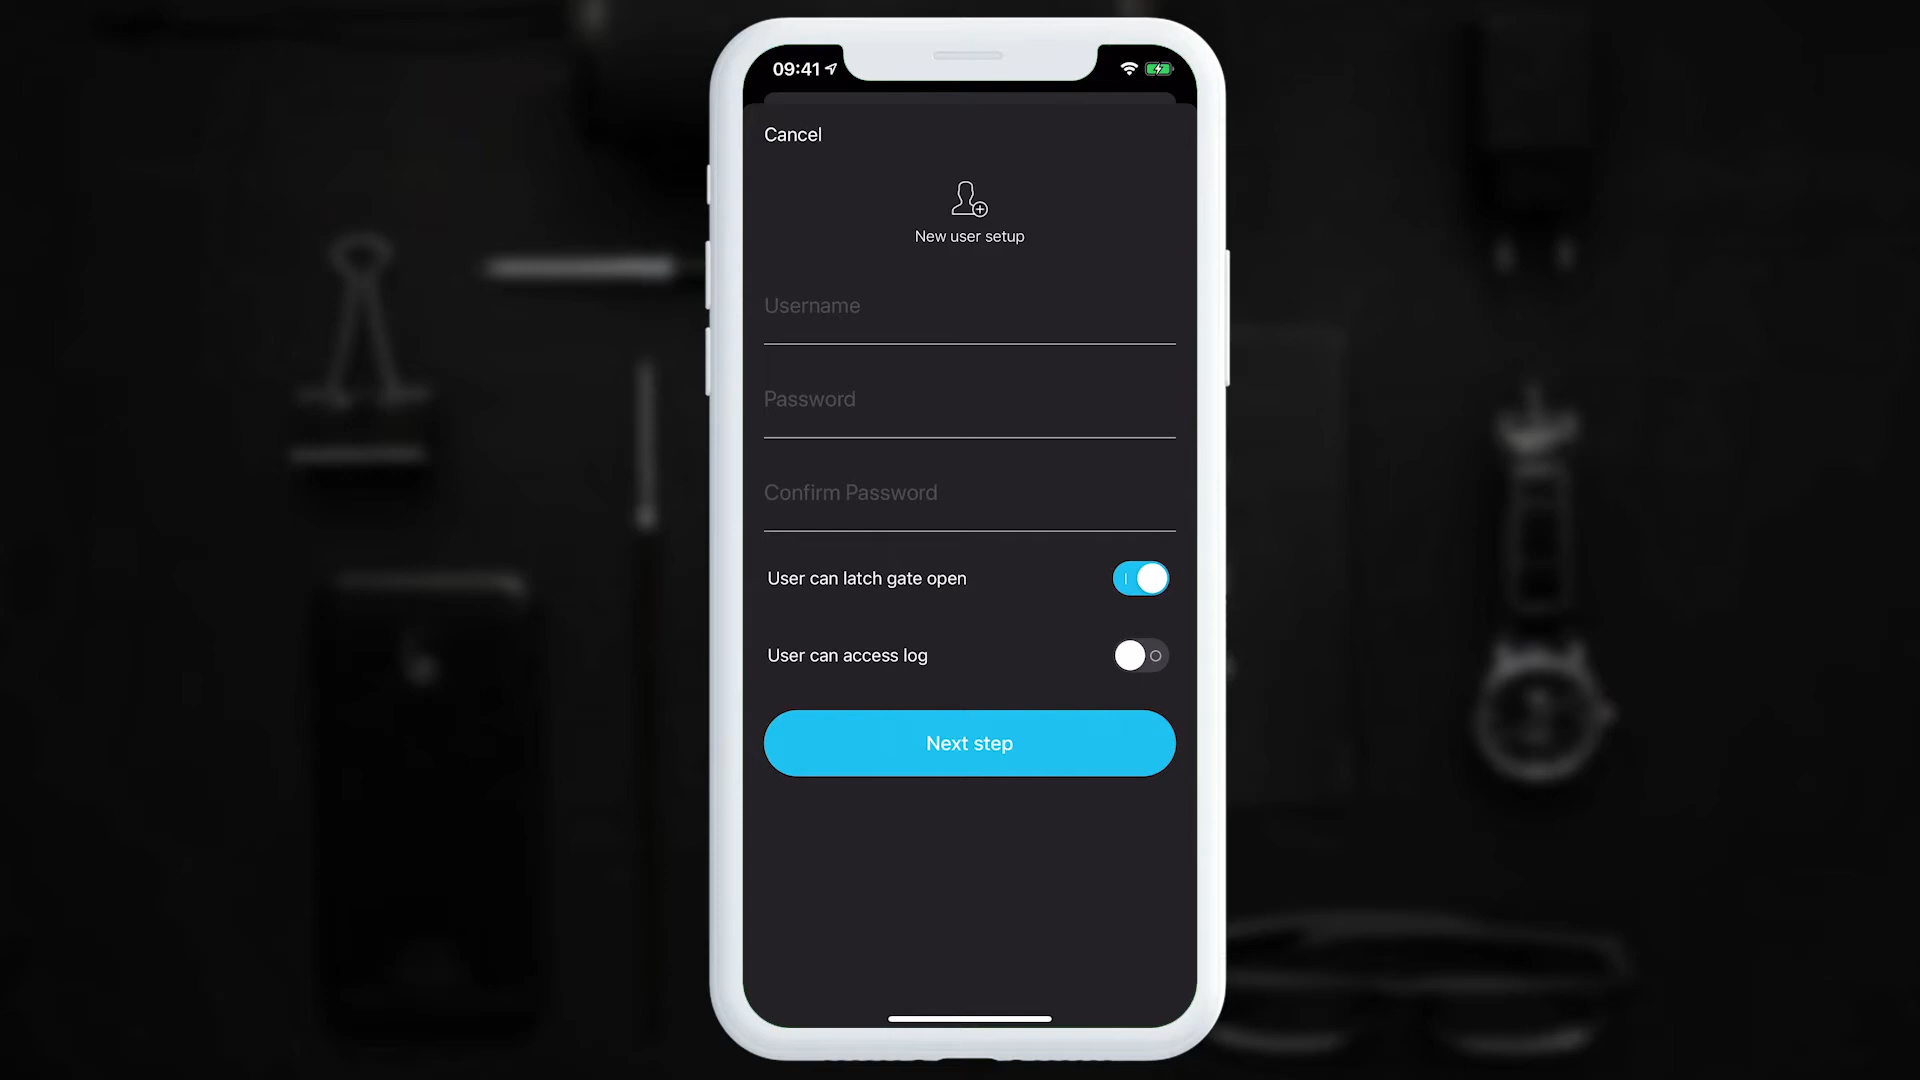 09:41
Cancel
New user setup
Username
Password
Confirm Password
User can latch gate open
User can access log
Next step